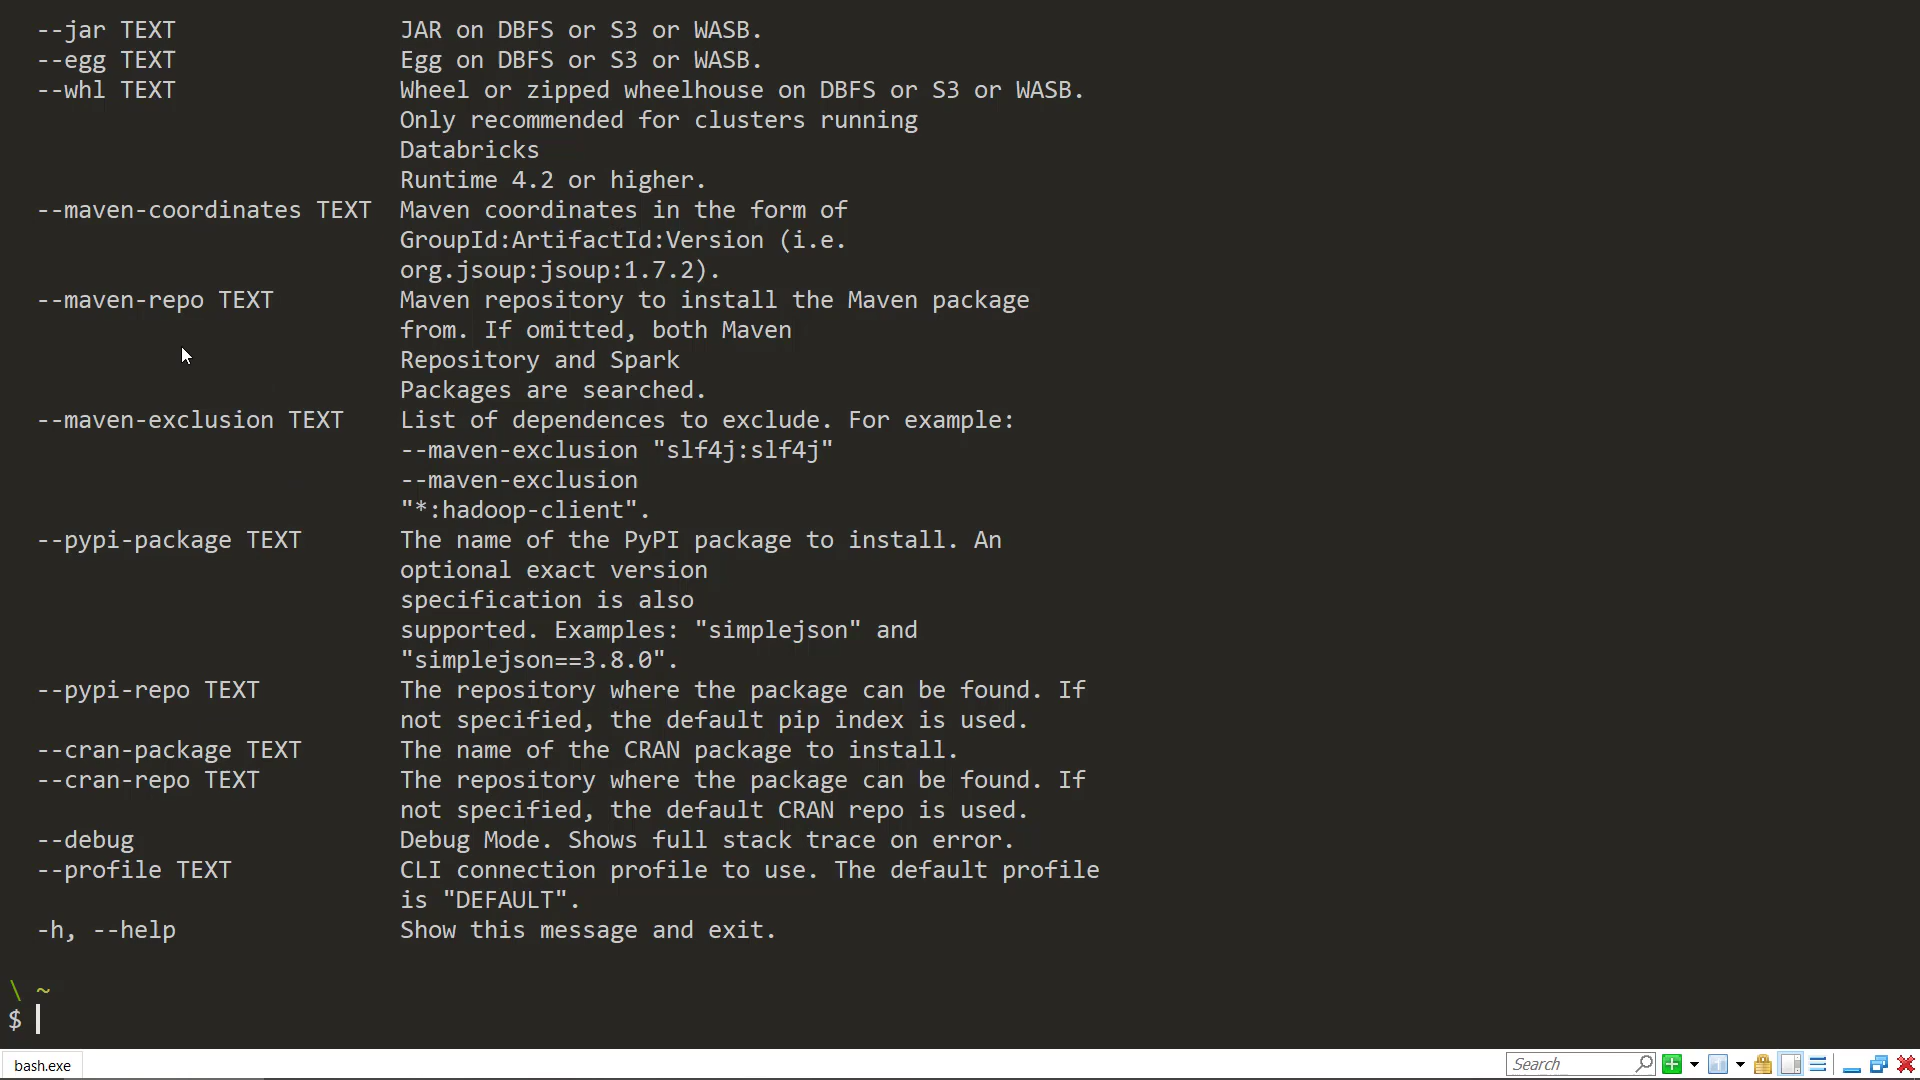 --jar TEXT JAR on DBFS or S3 or WASB.
--egg TEXT Egg on DBFS or S3 or WASB.
--whl TEXT Wheel or zipped wheelhouse on DBFS or S3 or WASB.
Only recommended for clusters running
Databricks
Runtime 4.2 or higher.
--maven-coordinates TEXT Maven coordinates in the form of
GroupId:ArtifactId:Version (i.e.
org.jsoup:jsoup:1.7.2).
--maven-repo TEXT Maven repository to install the Maven package
from. If omitted, both Maven
Repository and Spark
Packages are searched.
--maven-exclusion TEXT List of dependences to exclude. For example:
--maven-exclusion "slf4j:slf4j"
--maven-exclusion
"*:hadoop-client".
--pypi-package TEXT The name of the PyPI package to install. An
optional exact version
specification is also
supported. Examples: "simplejson" and
"simplejson==3.8.0".
--pypi-repo TEXT The repository where the package can be found. If
not specified, the default pip index is used.
--cran-package TEXT The name of the CRAN package to install.
--cran-repo TEXT The repository where the package can be found. If
not specified, the default CRAN repo is used.
--debug Debug Mode. Shows full stack trace on error.
--profile TEXT CLI connection profile to use. The default profile
is "DEFAULT".
-h, --help Show this message and exit.
\ ~
$
bash.exe Search